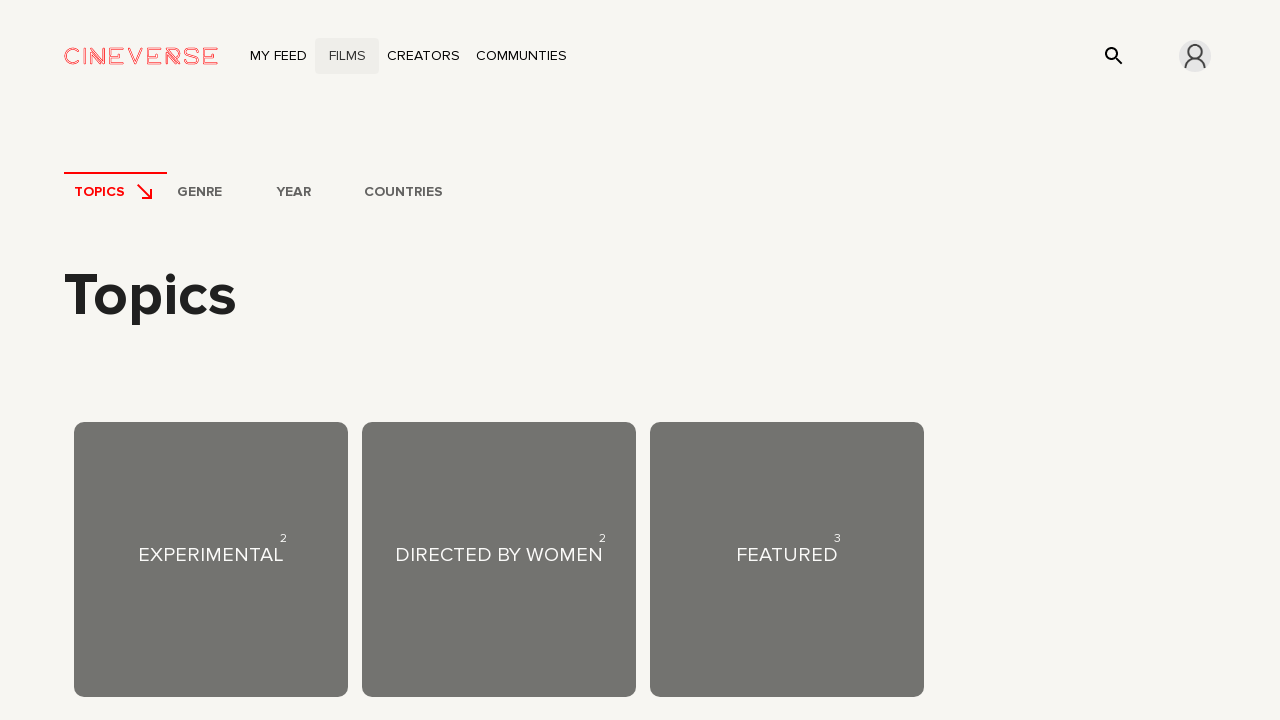 CINEVERSE MY FEED FILMS CREATORS COMMUNTIES
TOPICS GENRE YEAR COUNTRIES
Topics
EXPERIMENTAL 2
DIRECTED BY WOMEN 2
FEATURED 3